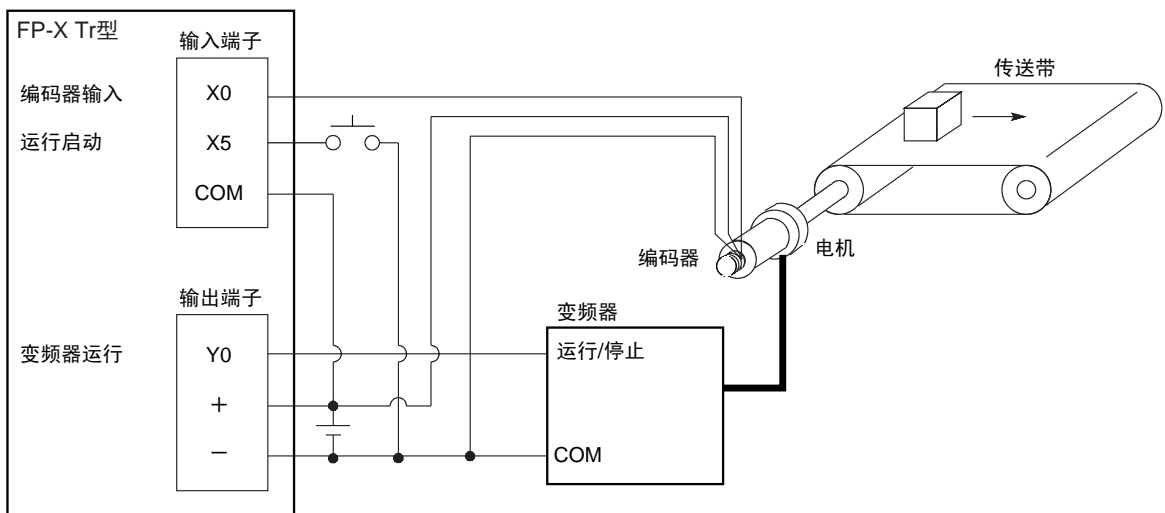 FP-X Tr型
输入端子
编码器输入
X0
运行启动
X5
COM
传送带
编码器
电机
输出端子
变频器
变频器运行
Y0
运行/停止
+
−
COM